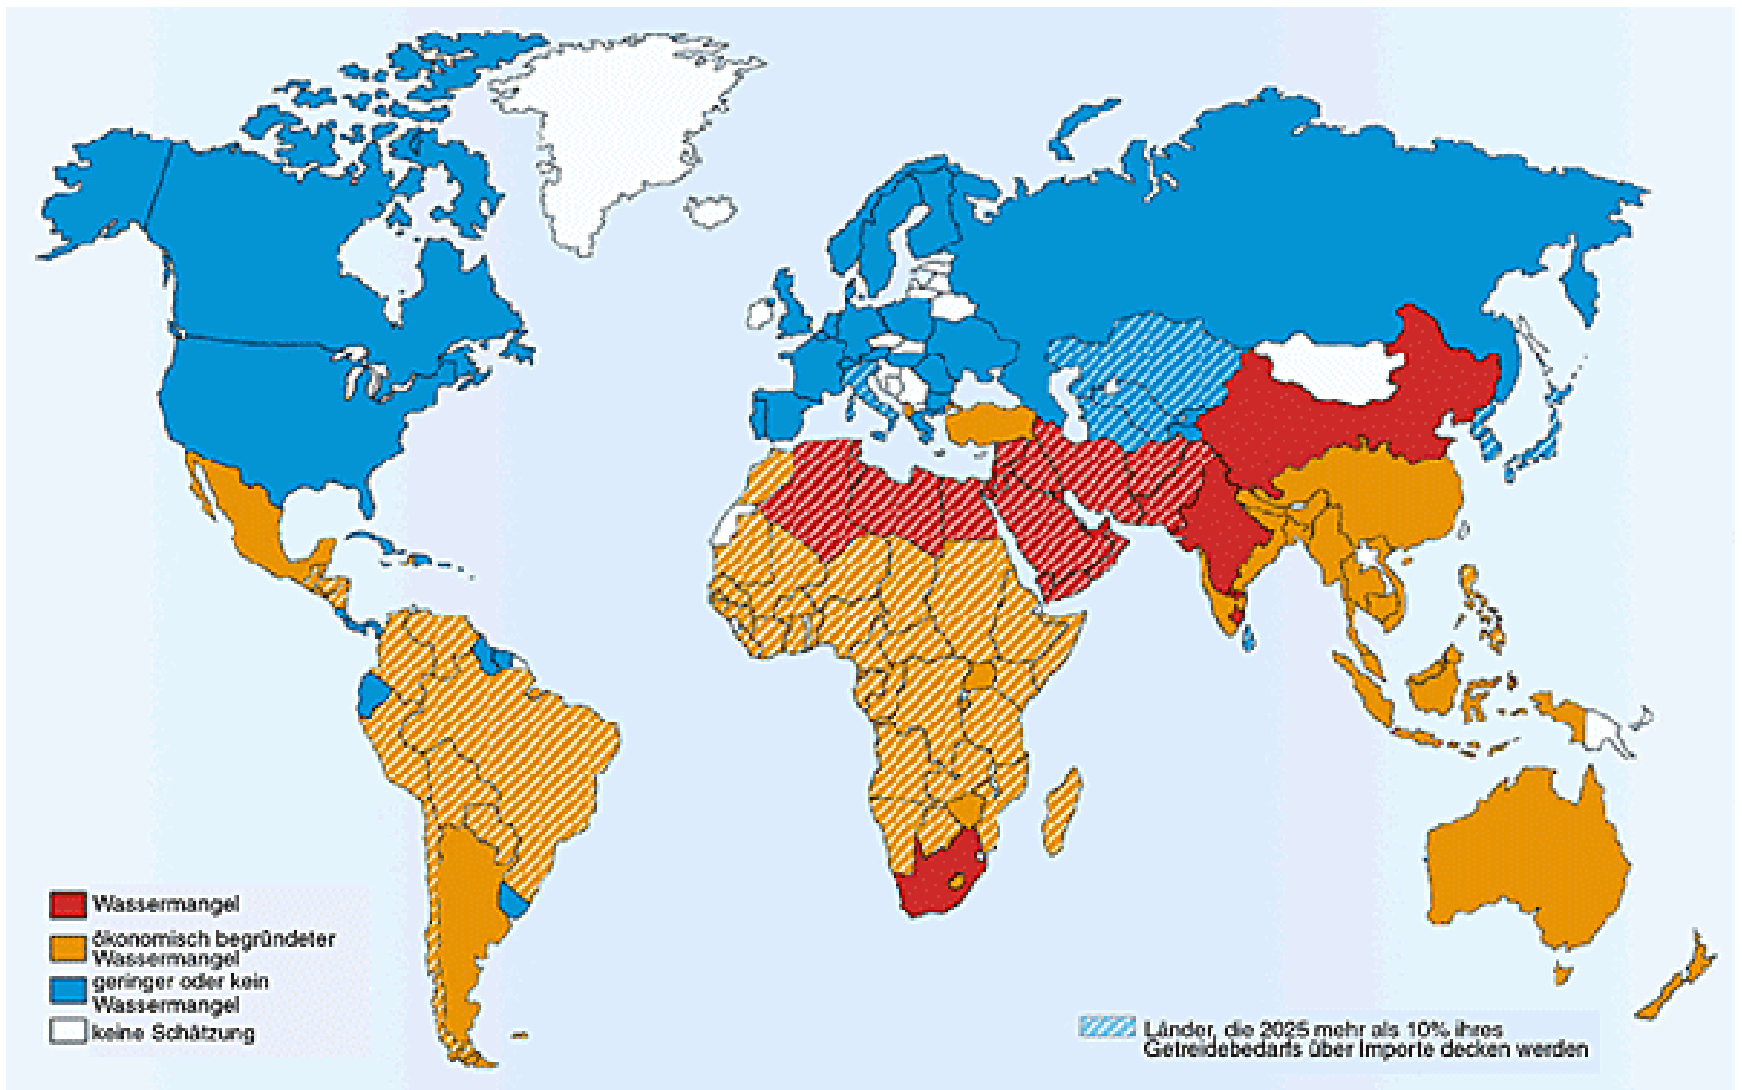 Wassermangel
ökonomisch begründeter
Wassermangel
geringer oder kein
Wassermangel
keine Schätzung
Länder, die 2025 mehr als 10% ihres
Getreidebedarfs über Importe decken werden